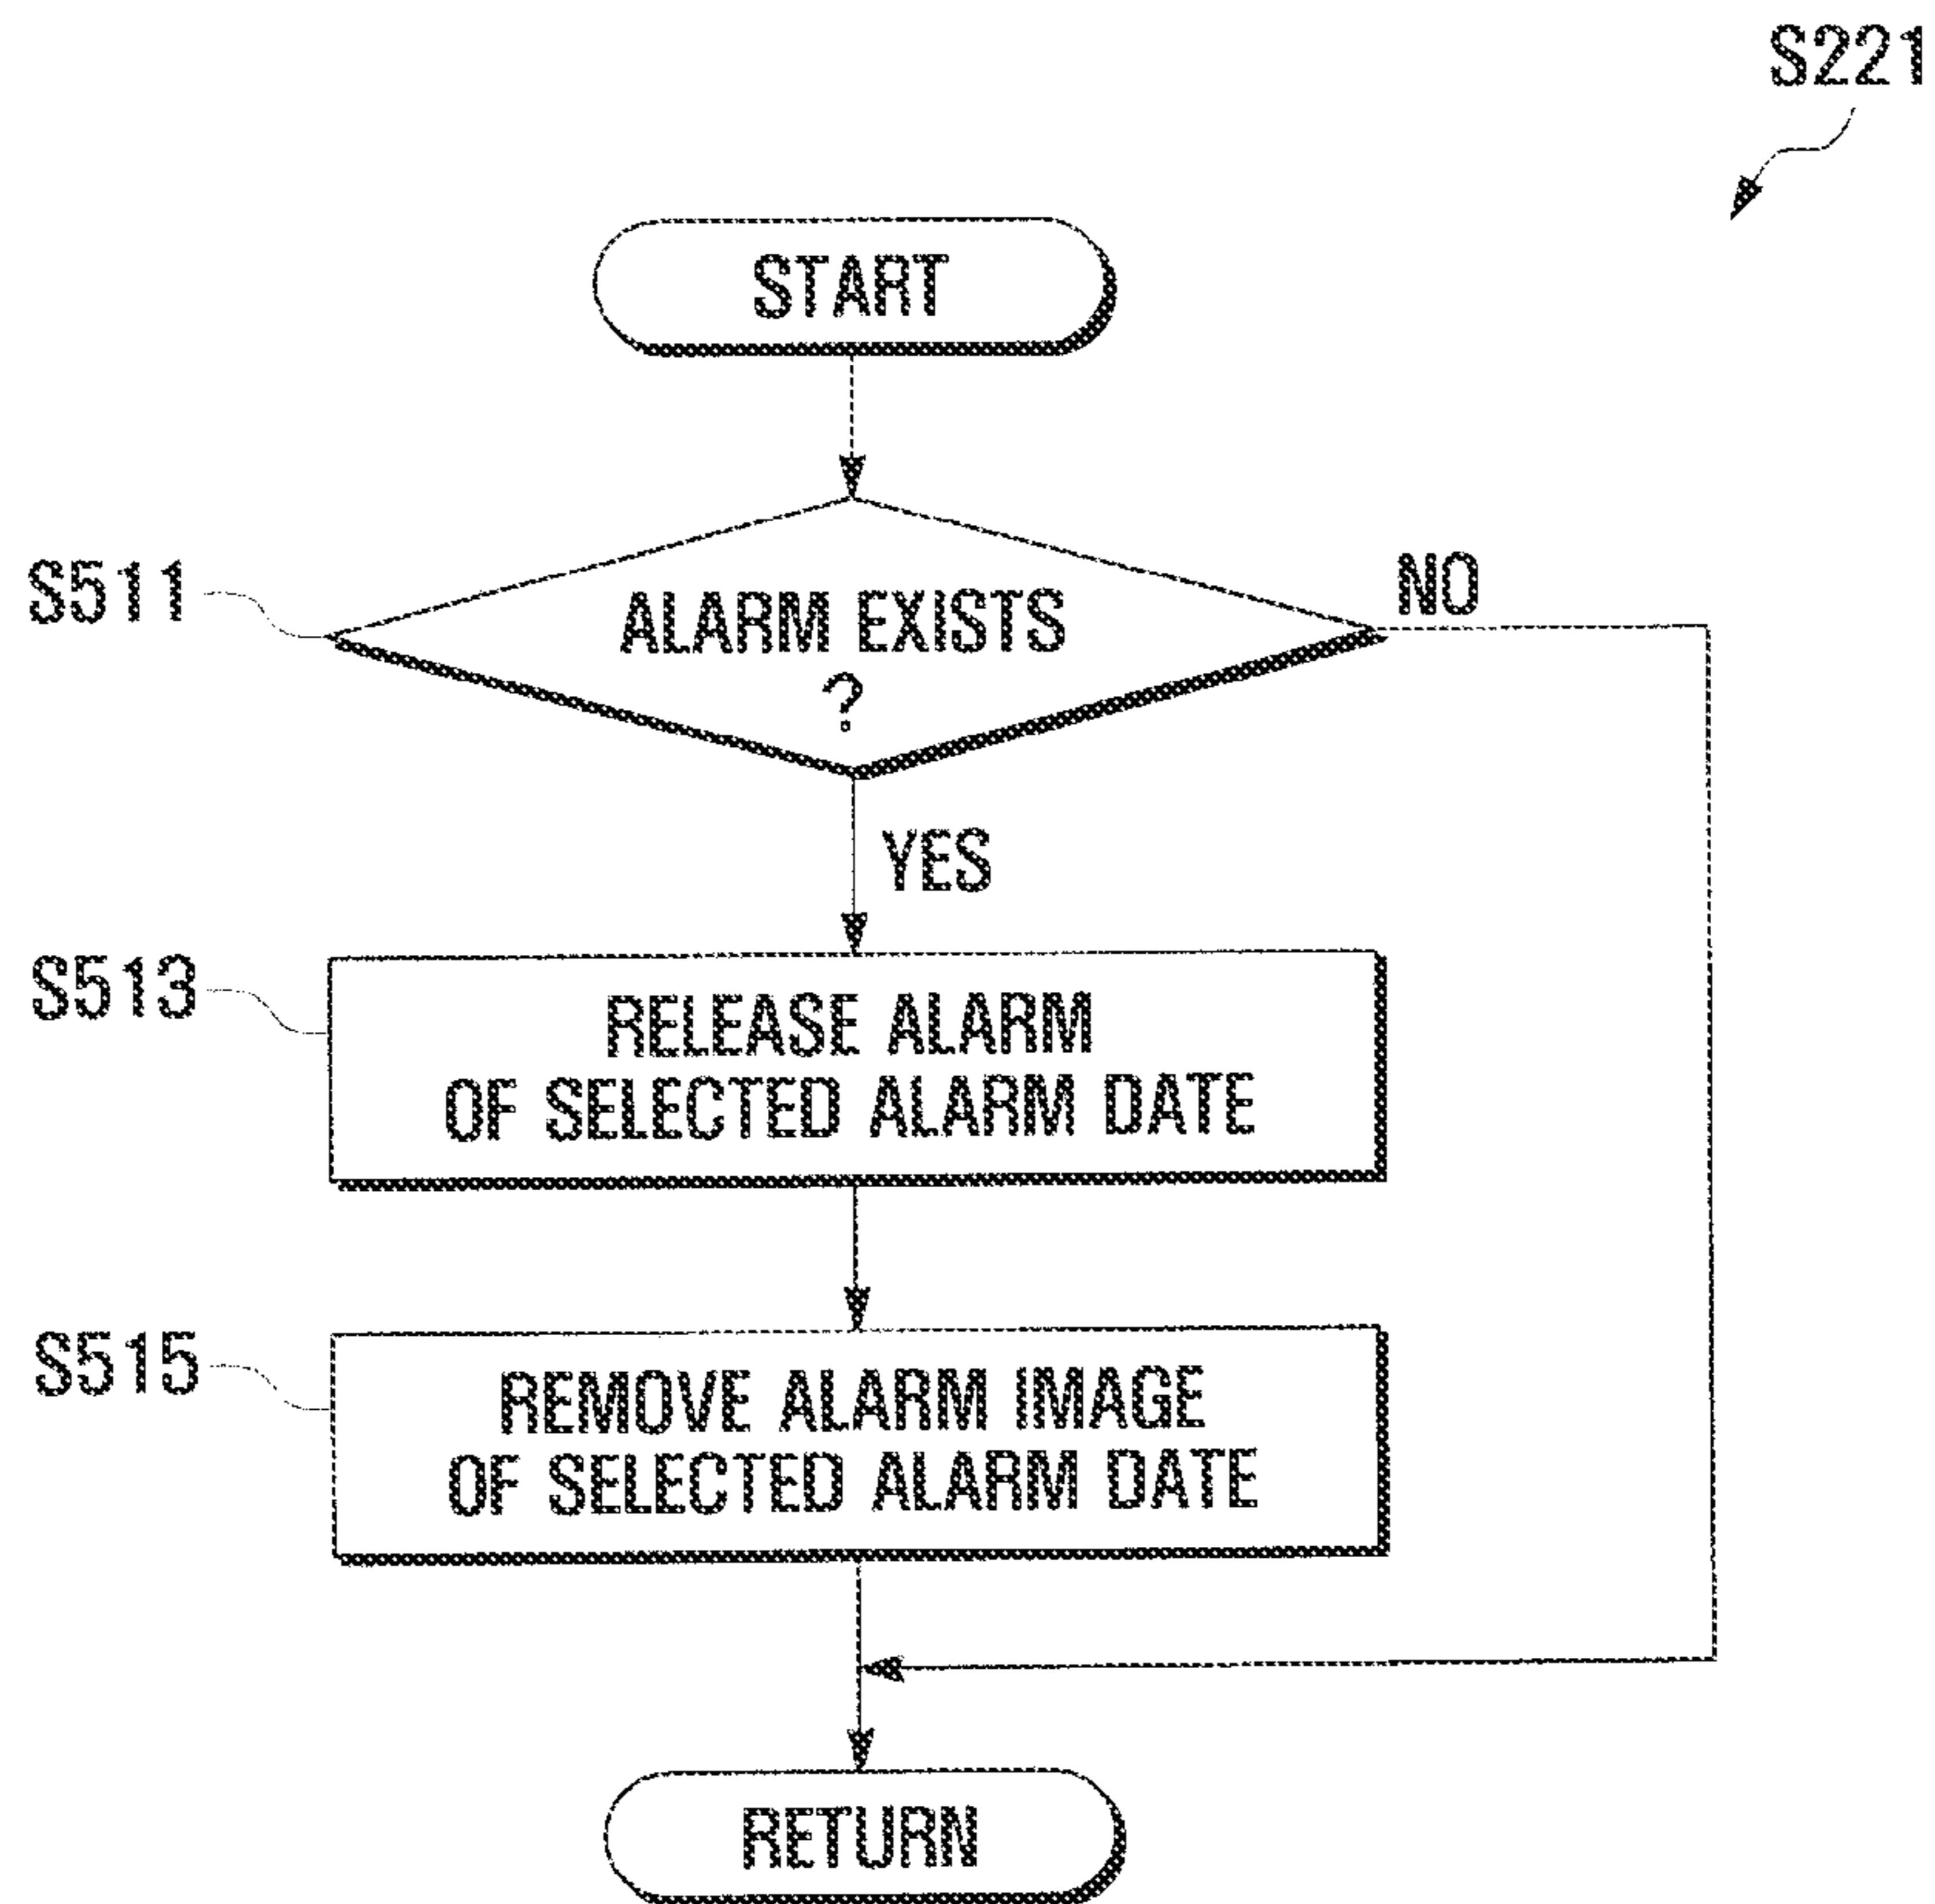 S221
START
S511
ALARM EXISTS
?
NO
YES
S513
RELEASE ALARM
OF SELECTED ALARM DATE
S515
REMOVE ALARM IMAGE
OF SELECTED ALARM DATE
RETURN